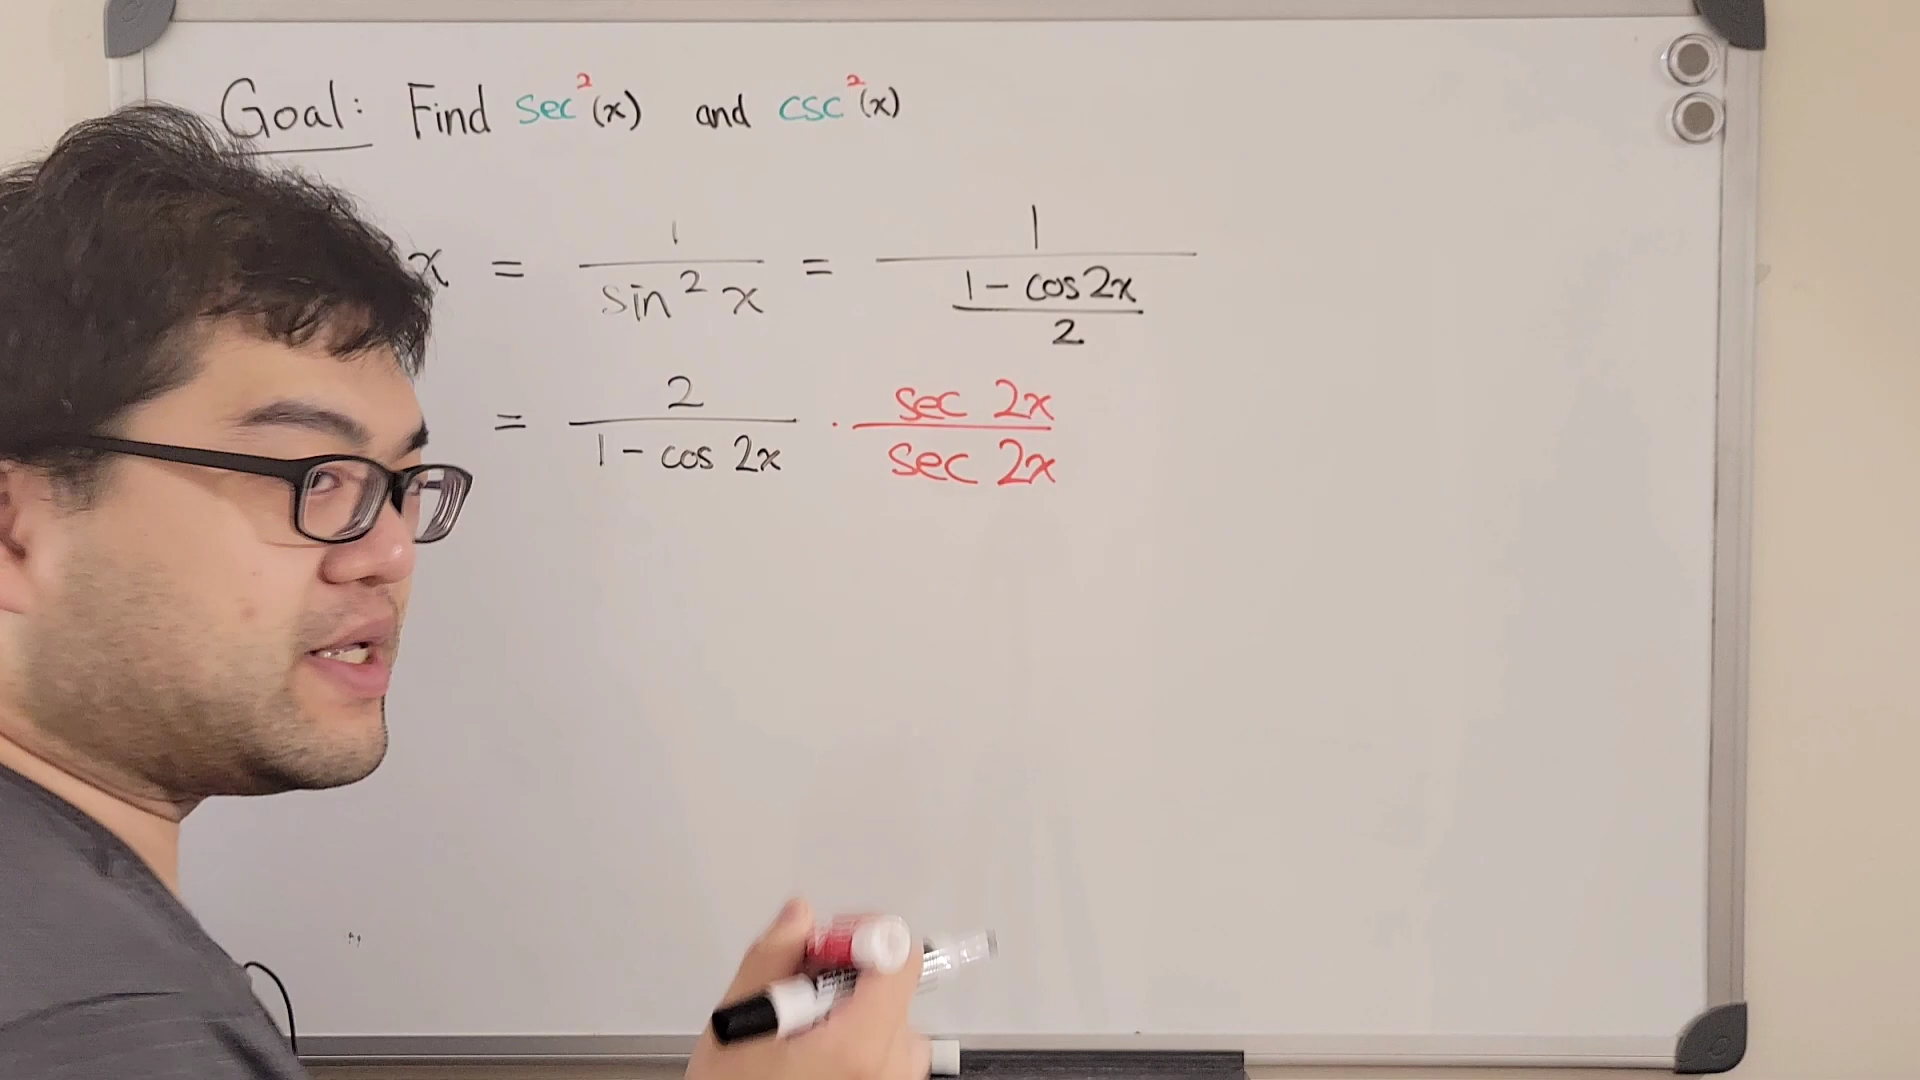 Goal: Find sec²(x) and csc²(x)
x = 1/(sin² x) = 1/((1 - cos 2x)/2)
= 2/(1 - cos 2x) · (sec 2x)/(sec 2x)